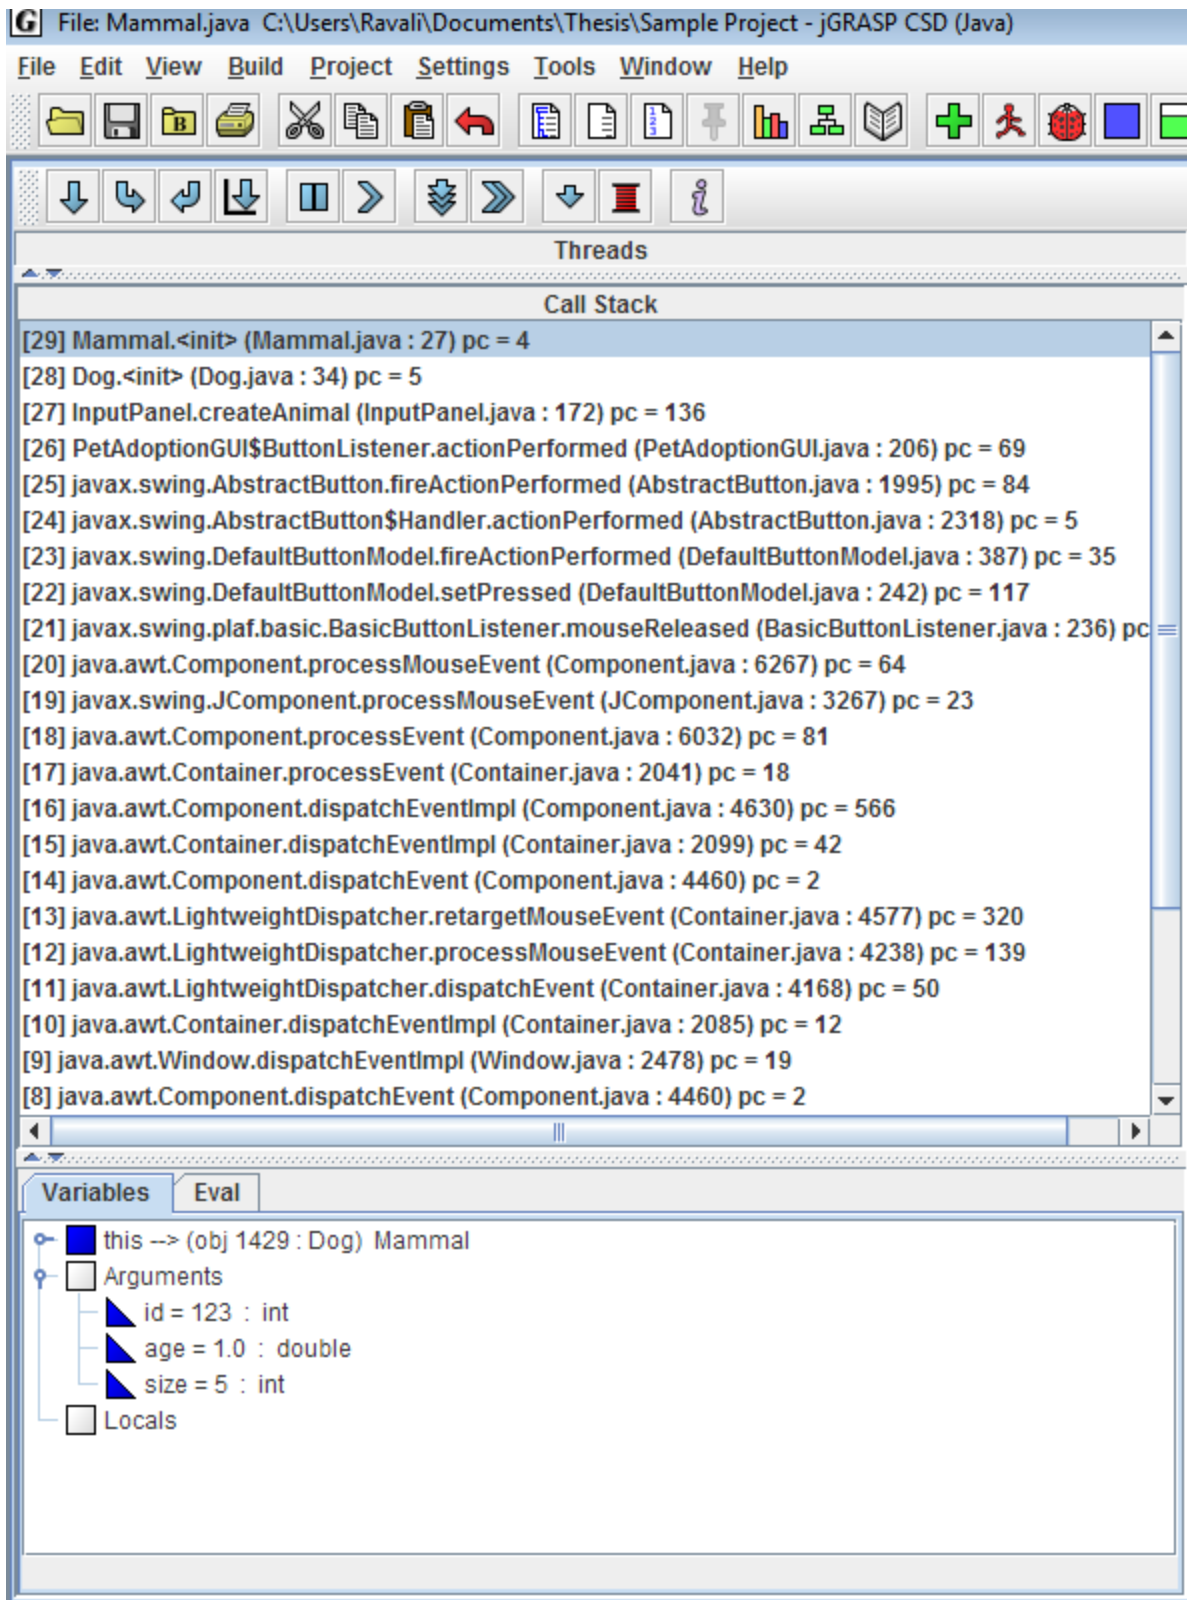 G File: Mammal.java C:\Users\Ravali\Documents\Thesis\Sample Project - jGRASP CSD (Java)
File Edit View Build Project Settings Tools Window Help
Threads
Call Stack
[29] Mammal.<init> (Mammal.java : 27) pc = 4
[28] Dog.<init> (Dog.java : 34) pc = 5
[27] InputPanel.createAnimal (InputPanel.java : 172) pc = 136
[26] PetAdoptionGUI$ButtonListener.actionPerformed (PetAdoptionGUI.java : 206) pc = 69
[25] javax.swing.AbstractButton.fireActionPerformed (AbstractButton.java : 1995) pc = 84
[24] javax.swing.AbstractButton$Handler.actionPerformed (AbstractButton.java : 2318) pc = 5
[23] javax.swing.DefaultButtonModel.fireActionPerformed (DefaultButtonModel.java : 387) pc = 35
[22] javax.swing.DefaultButtonModel.setPressed (DefaultButtonModel.java : 242) pc = 117
[21] javax.swing.plaf.basic.BasicButtonListener.mouseReleased (BasicButtonListener.java : 236) pc
[20] java.awt.Component.processMouseEvent (Component.java : 6267) pc = 64
[19] javax.swing.JComponent.processMouseEvent (JComponent.java : 3267) pc = 23
[18] java.awt.Component.processEvent (Component.java : 6032) pc = 81
[17] java.awt.Container.processEvent (Container.java : 2041) pc = 18
[16] java.awt.Component.dispatchEventImpl (Component.java : 4630) pc = 566
[15] java.awt.Container.dispatchEventImpl (Container.java : 2099) pc = 42
[14] java.awt.Component.dispatchEvent (Component.java : 4460) pc = 2
[13] java.awt.LightweightDispatcher.retargetMouseEvent (Container.java : 4577) pc = 320
[12] java.awt.LightweightDispatcher.processMouseEvent (Container.java : 4238) pc = 139
[11] java.awt.LightweightDispatcher.dispatchEvent (Container.java : 4168) pc = 50
[10] java.awt.Container.dispatchEventImpl (Container.java : 2085) pc = 12
[9] java.awt.Window.dispatchEventImpl (Window.java : 2478) pc = 19
[8] java.awt.Component.dispatchEvent (Component.java : 4460) pc = 2
Variables Eval
this --> (obj 1429 : Dog) Mammal
Arguments
id = 123 : int
age = 1.0 : double
size = 5 : int
Locals